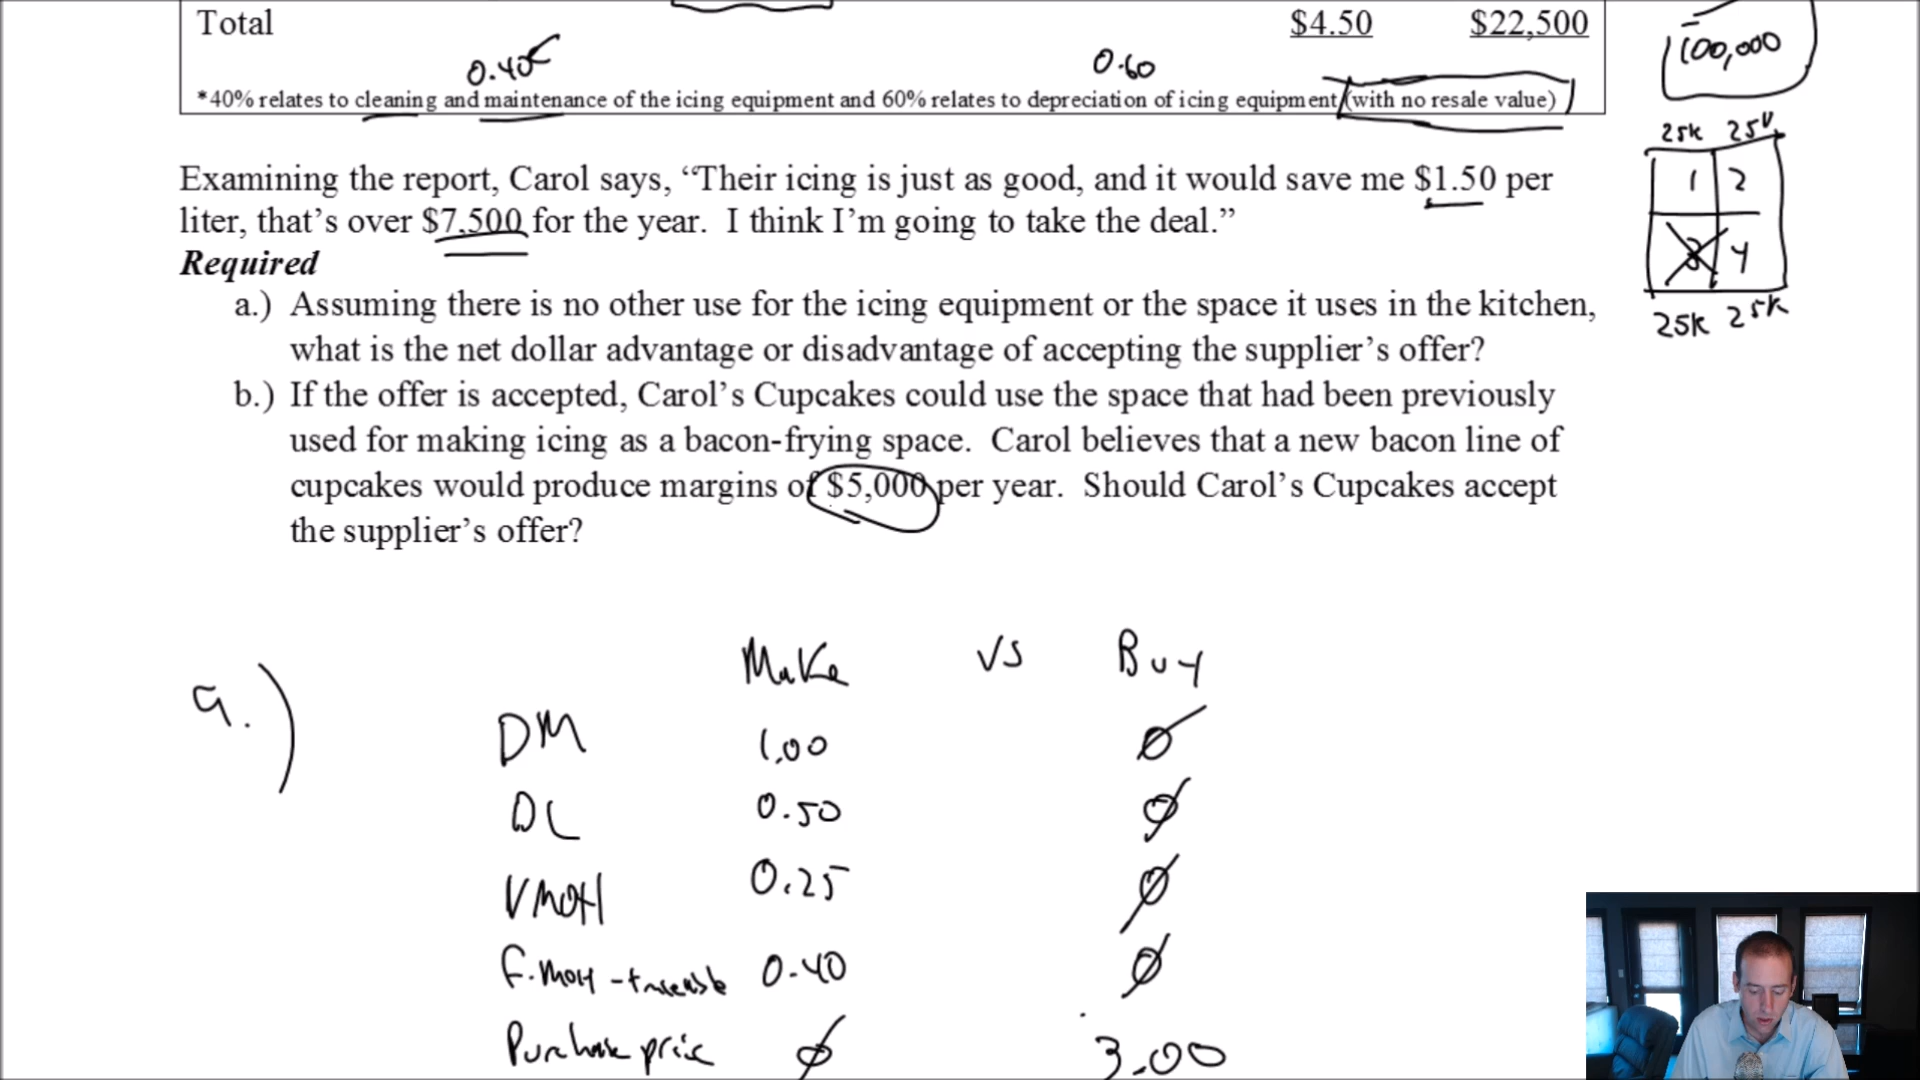 Total $4.50 $22,500
0.40 0.60
*40% relates to cleaning and maintenance of the icing equipment and 60% relates to depreciation of icing equipment (with no resale value)
100,000
25k 25k
1 2
3 4
25k 25k
Examining the report, Carol says, “Their icing is just as good, and it would save me $1.50 per
liter, that’s over $7,500 for the year. I think I’m going to take the deal.”
Required
a.) Assuming there is no other use for the icing equipment or the space it uses in the kitchen,
what is the net dollar advantage or disadvantage of accepting the supplier’s offer?
b.) If the offer is accepted, Carol’s Cupcakes could use the space that had been previously
used for making icing as a bacon-frying space. Carol believes that a new bacon line of
cupcakes would produce margins of $5,000 per year. Should Carol’s Cupcakes accept
the supplier’s offer?
a.) Make vs Buy
DM 1.00 Ø
DL 0.50 Ø
VMOH 0.25 Ø
F.MOH - traceable 0.40 Ø
Purchase price Ø 3.00